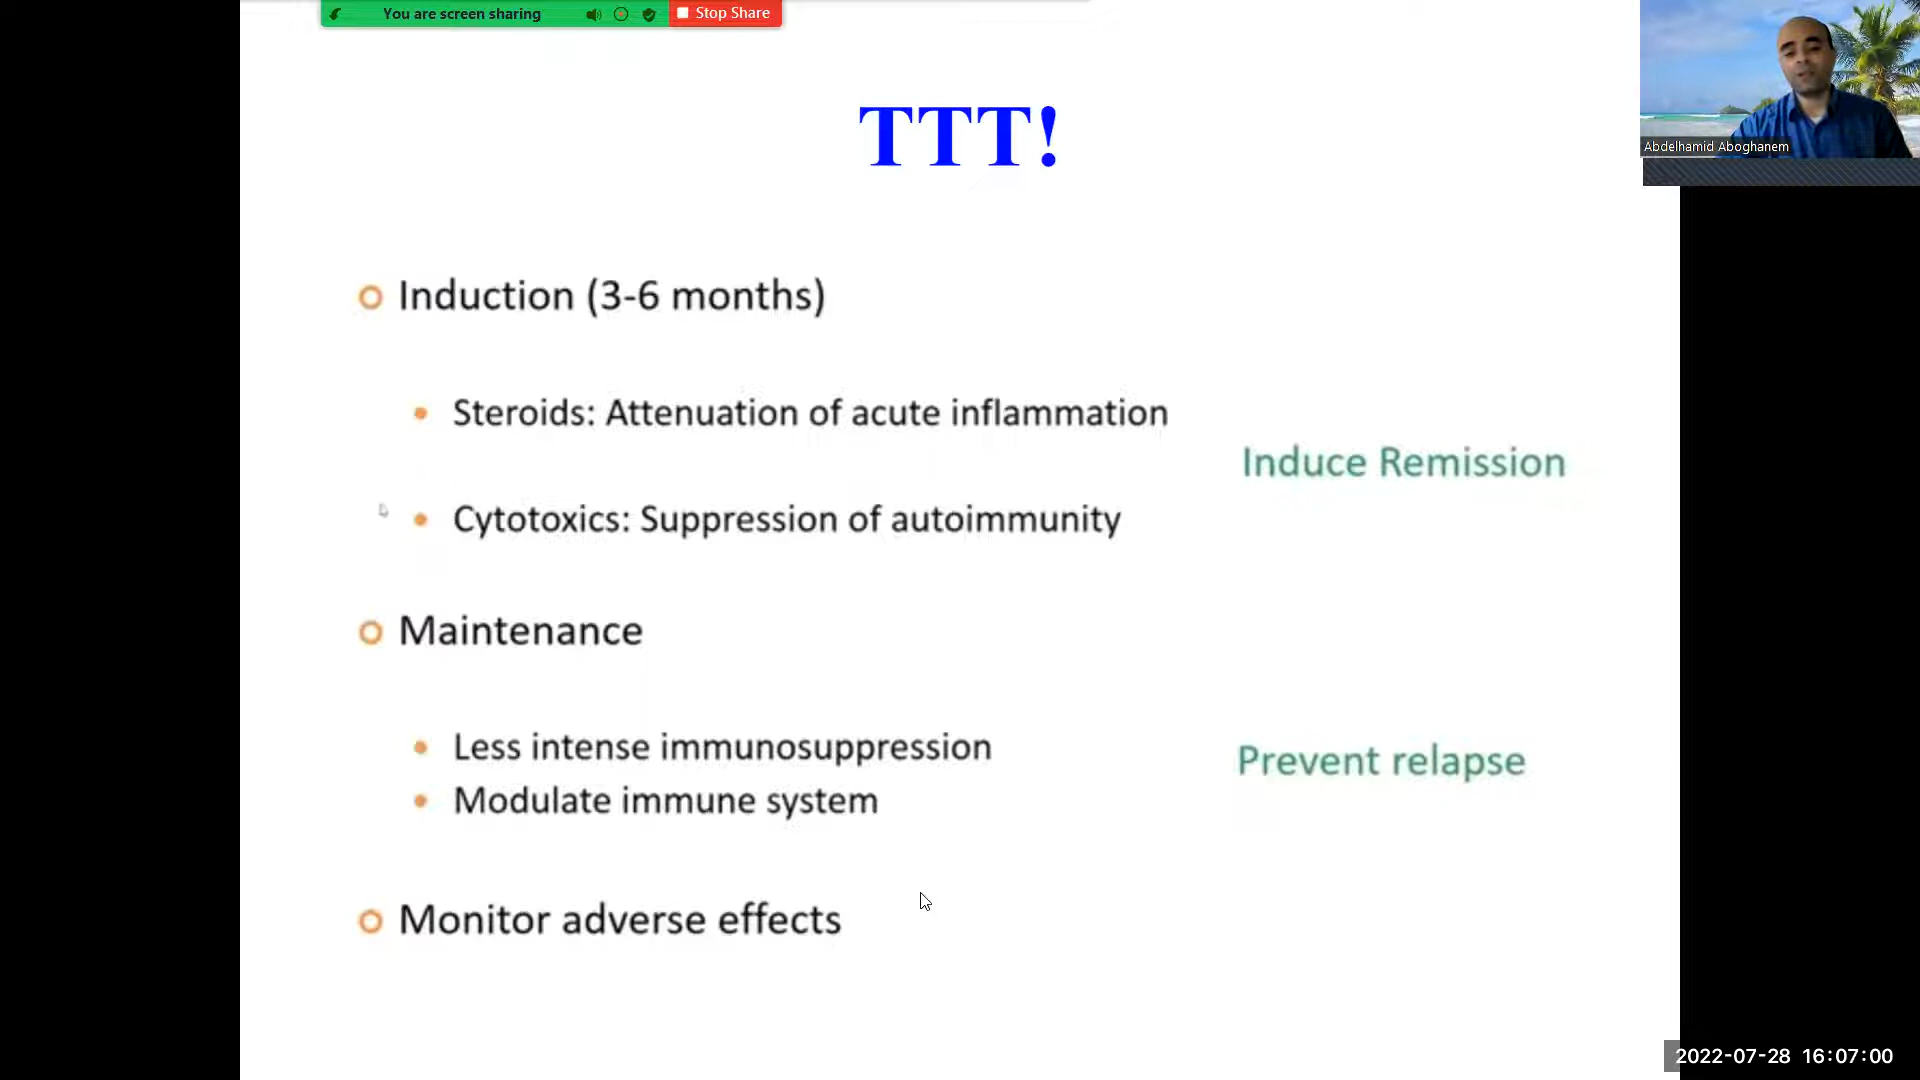 You are screen sharing
Stop Share
Abdelhamid Aboghanem
TTT!
Induction (3-6 months)
Steroids: Attenuation of acute inflammation
Induce Remission
Cytotoxics: Suppression of autoimmunity
Maintenance
Less intense immunosuppression
Prevent relapse
Modulate immune system
Monitor adverse effects
2022-07-28 16:07:00